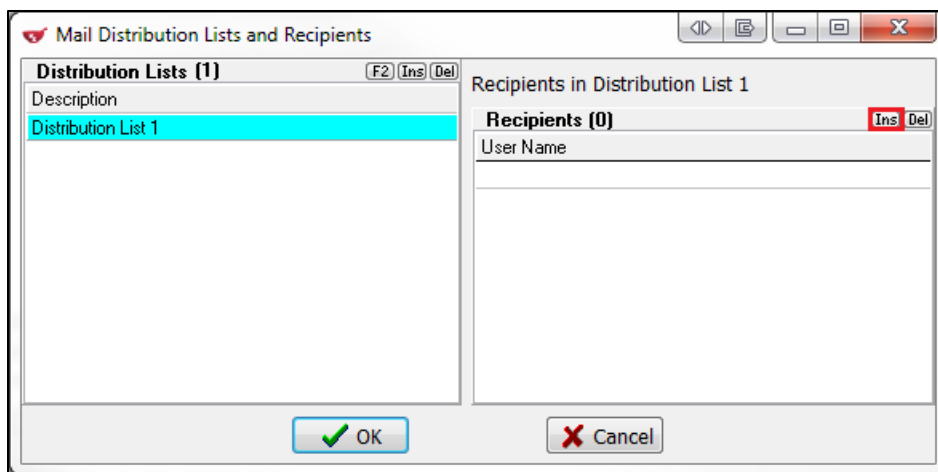 Mail Distribution Lists and Recipients
Distribution Lists (1) F2 Ins Del
Description
Distribution List 1
Recipients in Distribution List 1
Recipients (0) Ins Del
User Name
OK Cancel